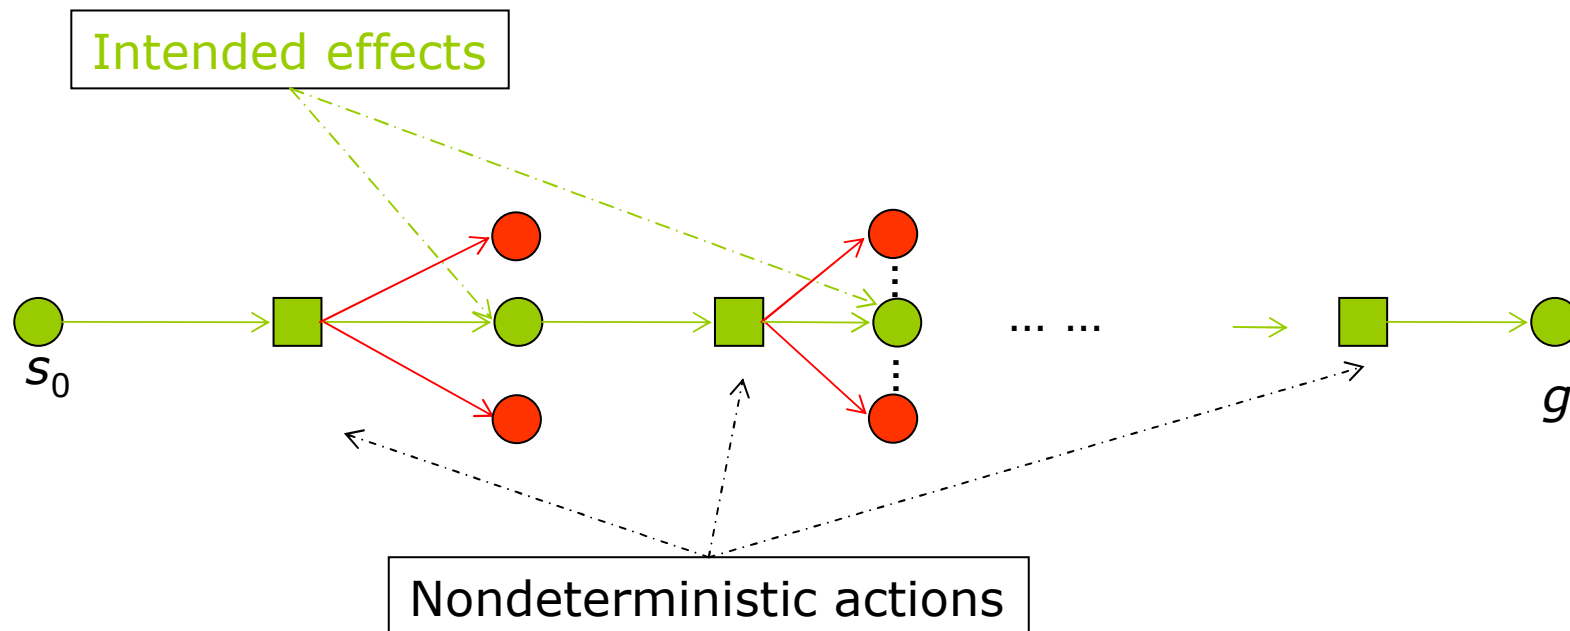 Intended effects
... ...
s0
g
Nondeterministic actions